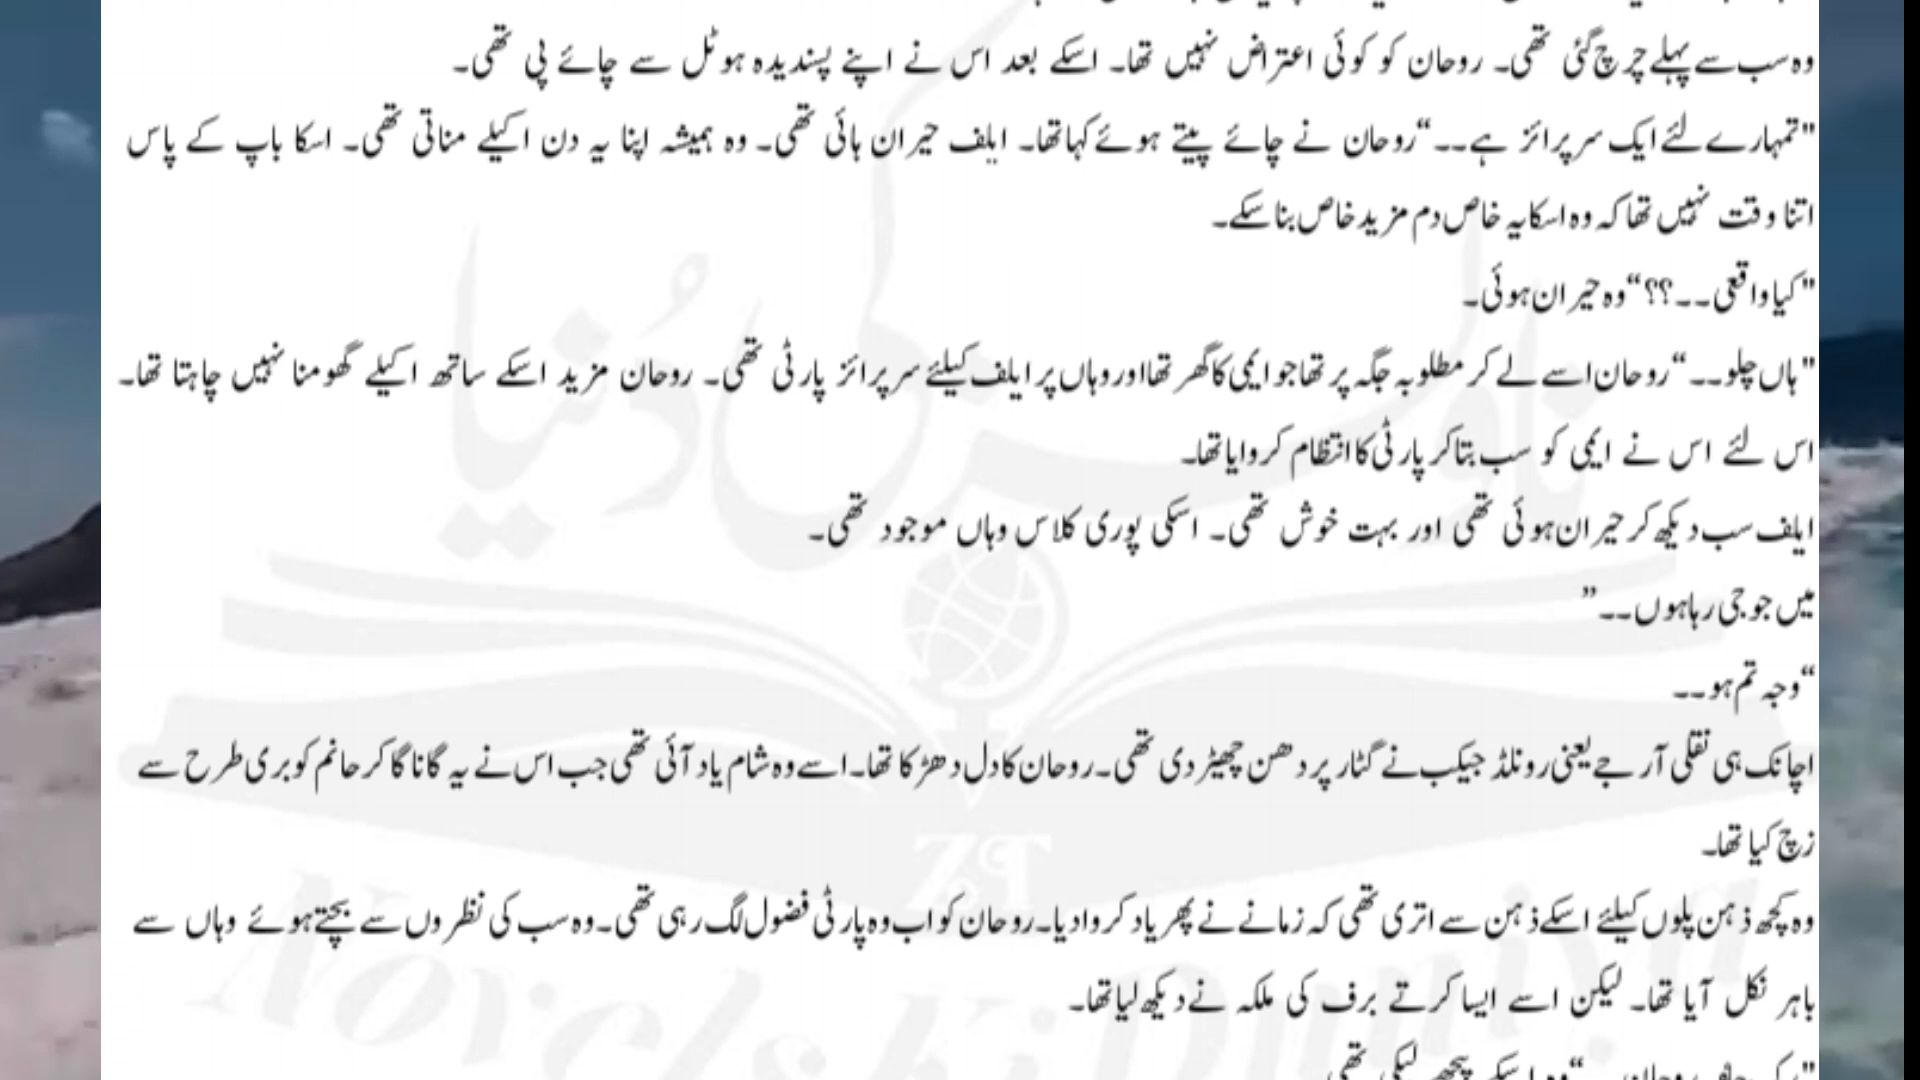 وہ سب سے پہلے چرچ گئی تھی۔ روحان کو کوئی اعتراض نہیں تھا۔ اسکے بعد اس نے اپنے پسندیدہ ہوٹل سے چائے پی تھی۔
"تمہارے لئے ایک سرپرائز ہے۔۔“ روحان نے چائے پیتے ہوئے کہا تھا۔ ایلف حیران ہائی تھی۔ وہ ہمیشہ اپنا یہ دن اکیلے مناتی تھی۔ اسکا باپ کے پاس
اتنا وقت نہیں تھا کہ وہ اسکا یہ خاص دم مزید خاص بنا سکے۔
"کیا واقعی۔۔؟؟“ وہ حیران ہوئی۔
"ہاں چلو۔۔“ روحان اسے لے کر مطلوبہ جگہ پر تھا جو ایمی کا گھر تھا اور وہاں پر ایلف کیلئے سرپرائز پارٹی تھی۔ روحان مزید اسکے ساتھ اکیلے گھومنا نہیں چاہتا تھا۔
اس لئے اس نے ایمی کو سب بتا کر پارٹی کا انتظام کروایا تھا۔
ایلف سب دیکھ کر حیران ہوئی تھی اور بہت خوش تھی۔ اسکی پوری کلاس وہاں موجود تھی۔
میں جو جی رہا ہوں۔۔”
“وجہ تم ہو۔۔
اچانک ہی نقلی آر جے یعنی رونلڈ جیکب نے گٹار پر دھن چھیڑ دی تھی۔ روحان کا دل دھڑکا تھا۔ اسے وہ شام یاد آئی تھی جب اس نے یہ گانا گا کر حانم کو بری طرح سے
زچ کیا تھا۔
وہ کچھ ذہن پلوں کیلئے اسکے ذہن سے اتری تھی کہ زمانے نے پھر یاد کروا دیا۔ روحان کو اب وہ پارٹی فضول لگ رہی تھی۔ وہ سب کی نظروں سے بچتے ہوئے وہاں سے
باہر نکل آیا تھا۔ لیکن اسے ایسا کرتے برف کی ملکہ نے دیکھ لیا تھا۔
ناولز کی دنیا
ZT
Novels Ki Duniya